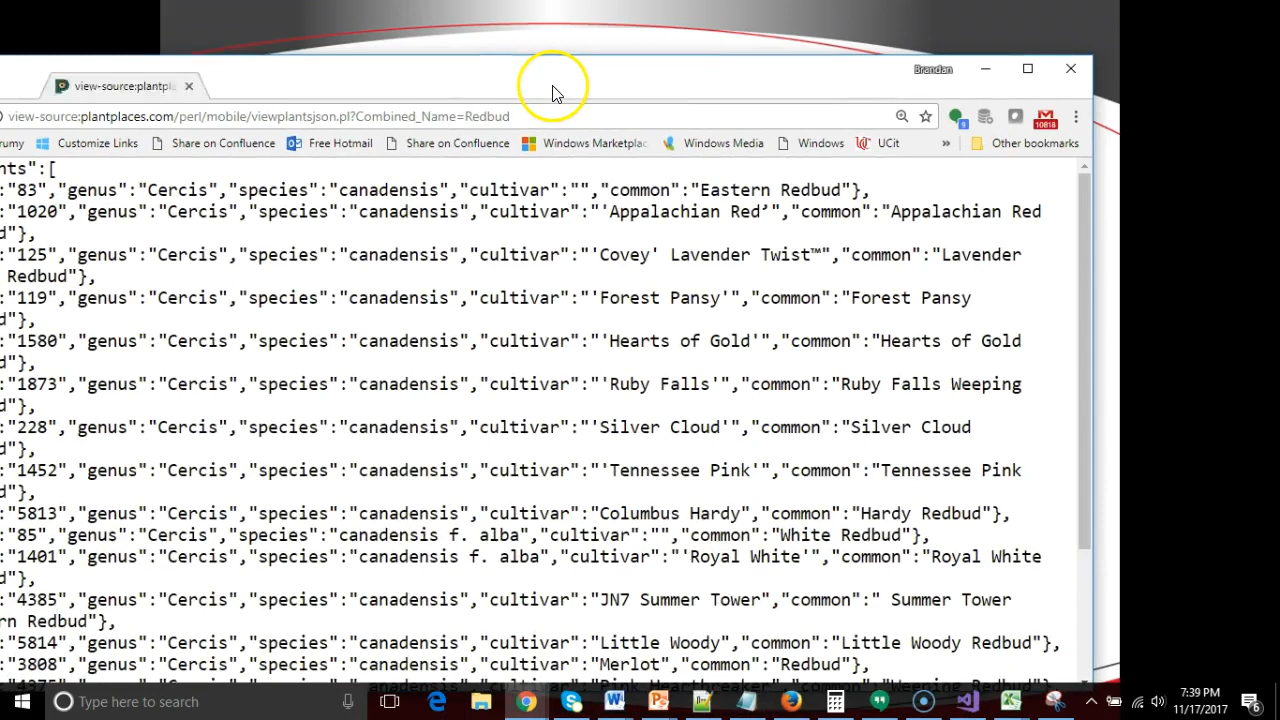 Brandan
view-source:plantpl
view-source:plantplaces.com/perl/mobile/viewplantsjson.pl?Combined_Name=Redbud
9
10818
Customize Links Share on Confluence Free Hotmail Share on Confluence Windows Marketplac Windows Media Windows UCit » Other bookmarks
nts":[
:"83","genus":"Cercis","species":"canadensis","cultivar":"","common":"Eastern Redbud"},
:"1020","genus":"Cercis","species":"canadensis","cultivar":"'Appalachian Red’","common":"Appalachian Red
d"},
:"125","genus":"Cercis","species":"canadensis","cultivar":"'Covey' Lavender Twist™","common":"Lavender
Redbud"},
:"119","genus":"Cercis","species":"canadensis","cultivar":"'Forest Pansy'","common":"Forest Pansy
d"},
:"1580","genus":"Cercis","species":"canadensis","cultivar":"'Hearts of Gold'","common":"Hearts of Gold
d"},
:"1873","genus":"Cercis","species":"canadensis","cultivar":"'Ruby Falls'","common":"Ruby Falls Weeping
d"},
:"228","genus":"Cercis","species":"canadensis","cultivar":"'Silver Cloud'","common":"Silver Cloud
d"},
:"1452","genus":"Cercis","species":"canadensis","cultivar":"'Tennessee Pink'","common":"Tennessee Pink
d"},
:"5813","genus":"Cercis","species":"canadensis","cultivar":"Columbus Hardy","common":"Hardy Redbud"},
:"85","genus":"Cercis","species":"canadensis f. alba","cultivar":"","common":"White Redbud"},
:"1401","genus":"Cercis","species":"canadensis f. alba","cultivar":"'Royal White'","common":"Royal White
d"},
:"4385","genus":"Cercis","species":"canadensis","cultivar":"JN7 Summer Tower","common":" Summer Tower
rn Redbud"},
:"5814","genus":"Cercis","species":"canadensis","cultivar":"Little Woody","common":"Little Woody Redbud"},
:"3808","genus":"Cercis","species":"canadensis","cultivar":"Merlot","common":"Redbud"},
Type here to search
7:39 PM
11/17/2017
6